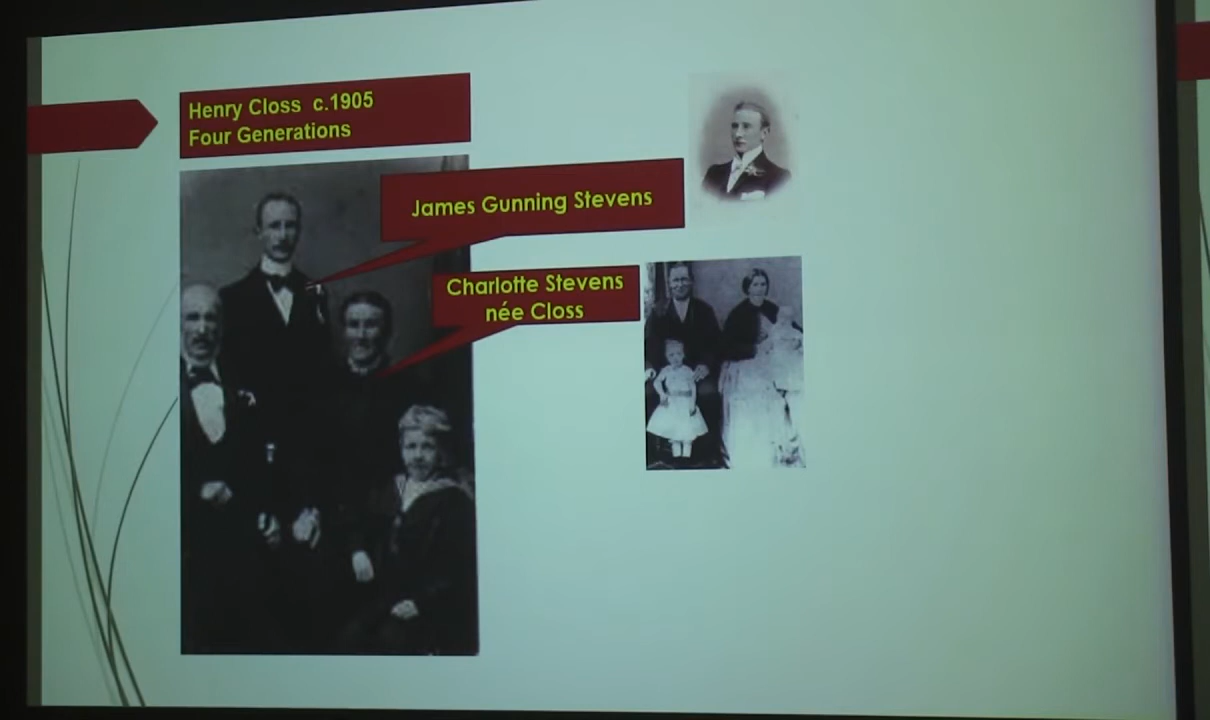 Henry Closs c.1905
Four Generations
James Gunning Stevens
Charlotte Stevens
née Closs